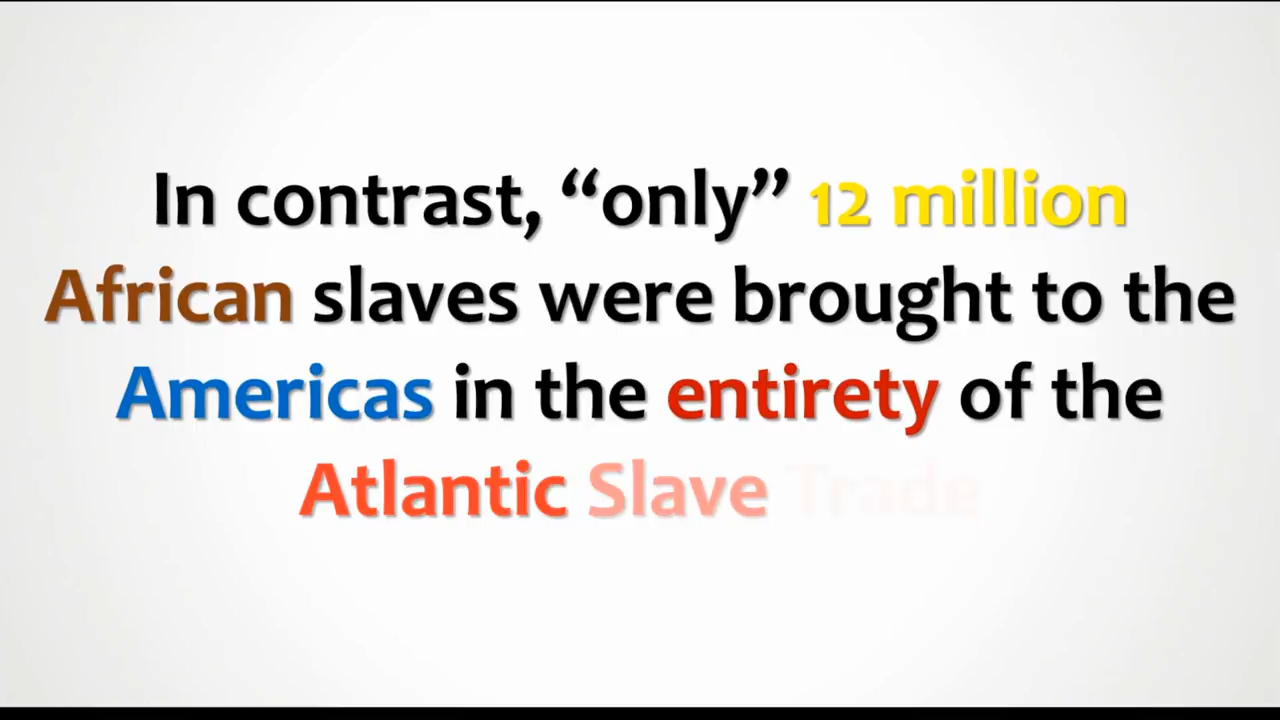 In contrast, “only” 12 million
African slaves were brought to the
Americas in the entirety of the
Atlantic Slave Trade